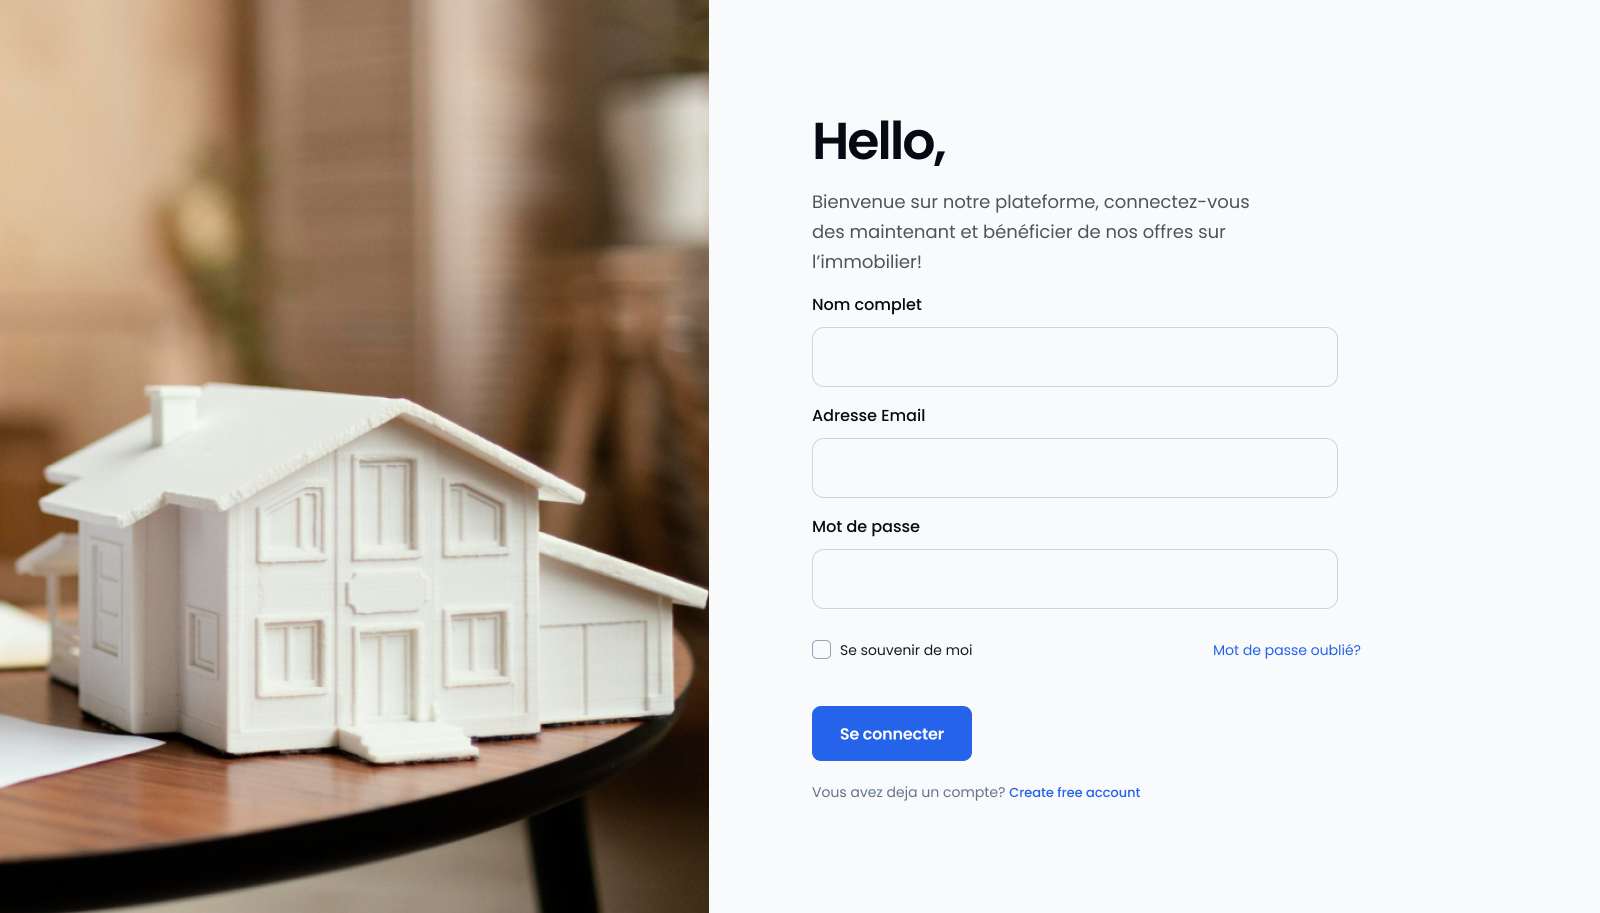 Hello,
Bienvenue sur notre plateforme, connectez-vous
des maintenant et bénéficier de nos offres sur
l’immobilier!
Nom complet
Adresse Email
Mot de passe
Se souvenir de moi
Mot de passe oublié?
Se connecter
Vous avez deja un compte? Create free account